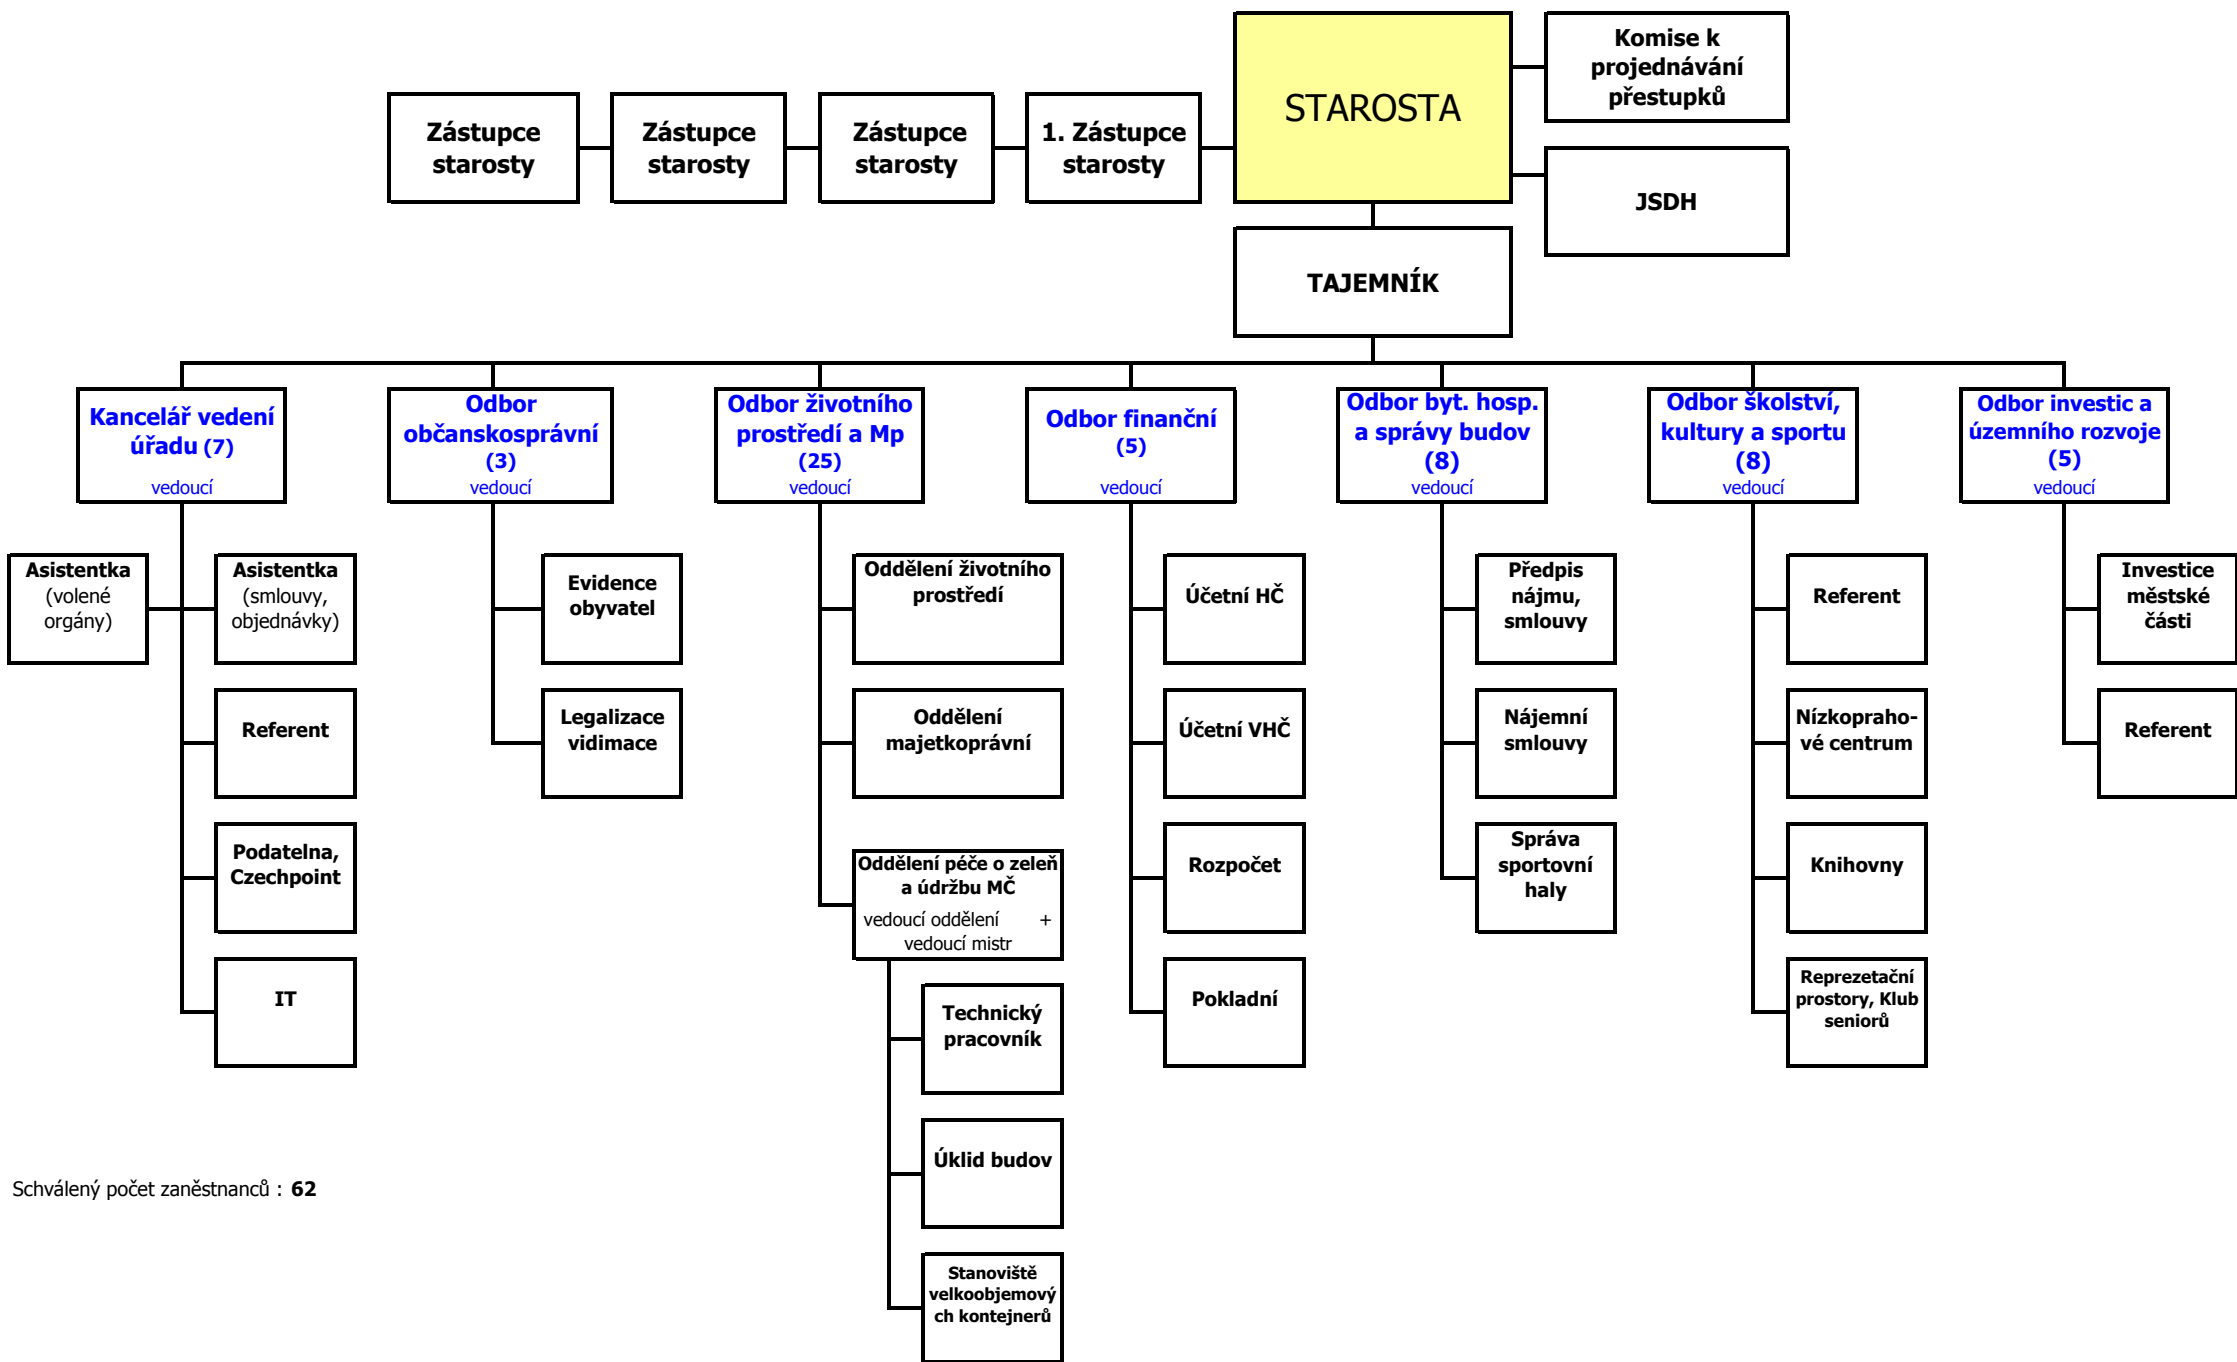 Komise k
projednávání
přestupků
STAROSTA
Zástupce
starosty
Zástupce
starosty
Zástupce
starosty
1. Zástupce
starosty
JSDH
TAJEMNÍK
Kancelář vedení
úřadu (7)
vedoucí
Odbor
občanskosprávní
(3)
vedoucí
Odbor životního
prostředí a Mp
(25)
vedoucí
Odbor finanční
(5)
vedoucí
Odbor byt. hosp.
a správy budov
(8)
vedoucí
Odbor školství,
kultury a sportu
(8)
vedoucí
Odbor investic a
územního rozvoje
(5)
vedoucí
Asistentka
(volené
orgány)
Asistentka
(smlouvy,
objednávky)
Referent
Podatelna,
Czechpoint
IT
Evidence
obyvatel
Legalizace
vidimace
Oddělení životního
prostředí
Oddělení
majetkoprávní
Oddělení péče o zeleň
a údržbu MČ
vedoucí oddělení +
vedoucí mistr
Technický
pracovník
Úklid budov
Stanoviště
velkoobjemový
ch kontejnerů
Účetní HČ
Účetní VHČ
Rozpočet
Pokladní
Předpis
nájmu,
smlouvy
Nájemní
smlouvy
Správa
sportovní
haly
Referent
Nízkopraho-
vé centrum
Knihovny
Reprezetační
prostory, Klub
seniorů
Investice
městské
části
Referent
Schválený počet zaněstnanců : 62